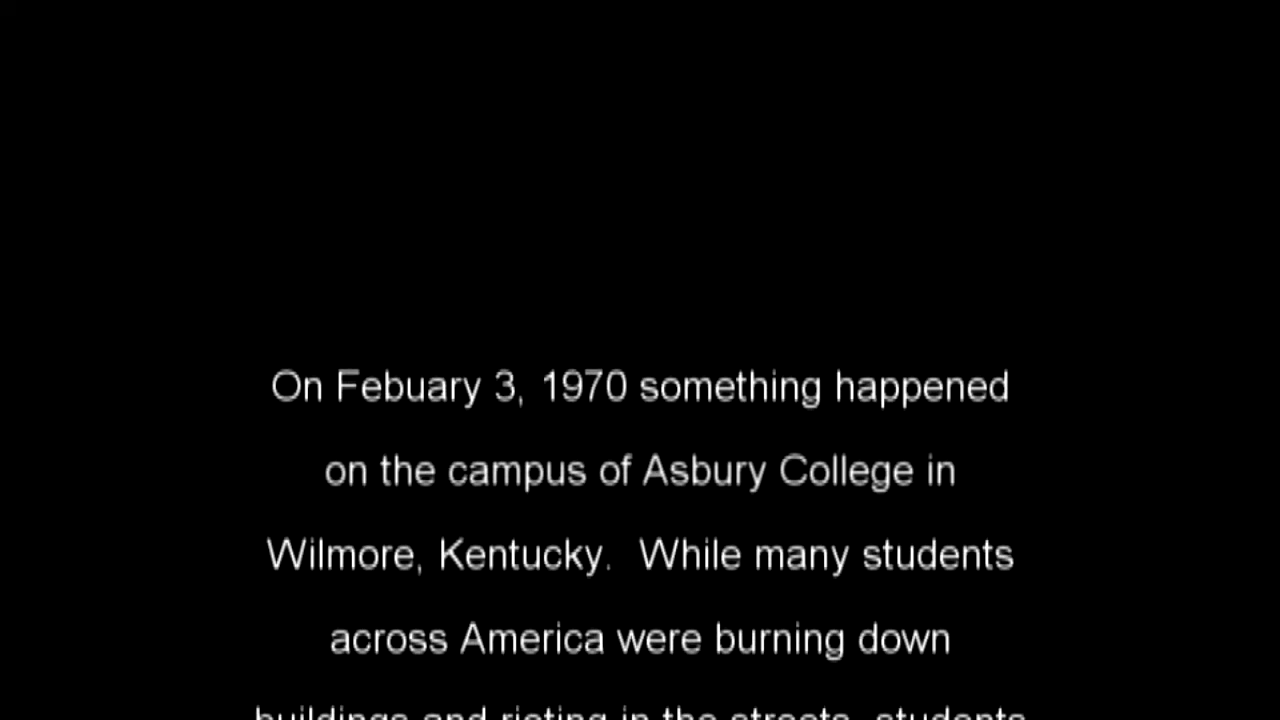 On Febuary 3, 1970 something happened
on the campus of Asbury College in
Wilmore, Kentucky.  While many students
across America were burning down
buildings and rioting in the streets, students